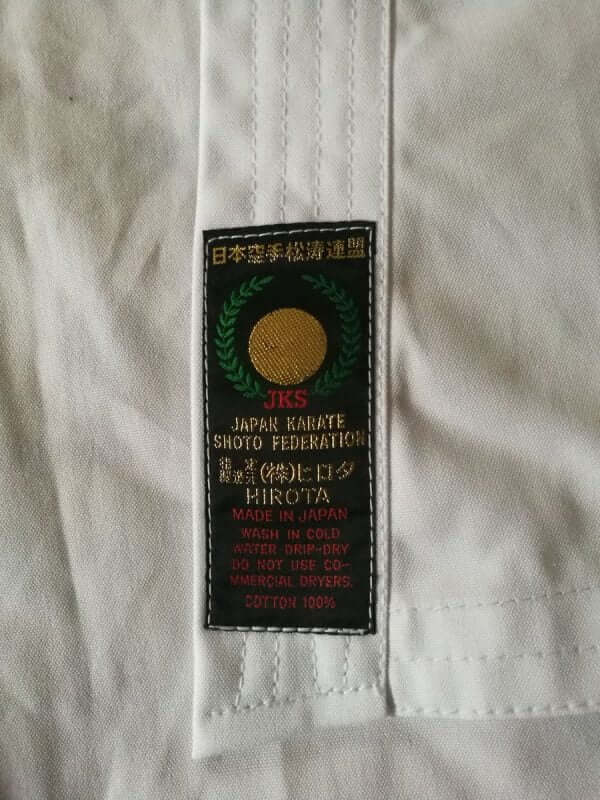 日本空手松涛連盟
JKS
JAPAN KARATE
SHOTO FEDERATION
(株)ヒロタ
HIROTA
MADE IN JAPAN
WASH IN COLD
WATER DRIP-DRY
DO NOT USE CO-
MMERCIAL DRYERS.
COTTON 100%